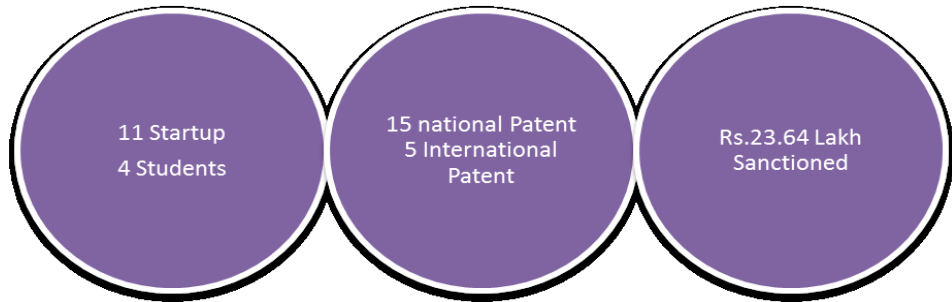 11 Startup
4 Students
15 national Patent
5 International
Patent
Rs.23.64 Lakh
Sanctioned